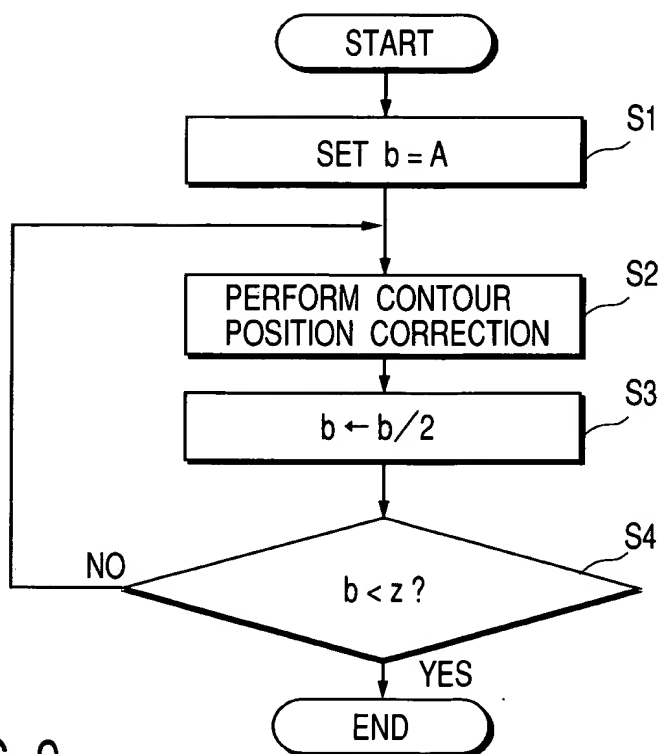 START
S1
SET b = A
S2
PERFORM CONTOUR
POSITION CORRECTION
S3
b ← b/2
S4
NO
b < z ?
YES
END